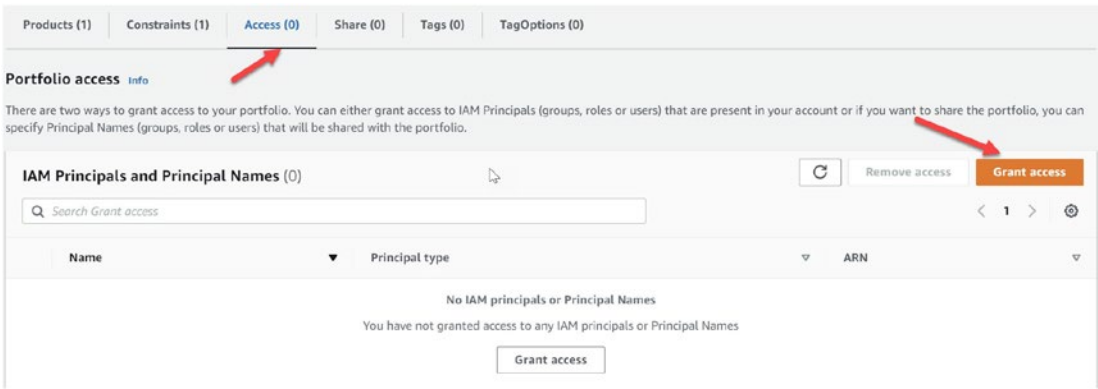 Products (1) Constraints (1) Access (0) Share (0) Tags (0) TagOptions (0)
Portfolio access Info
There are two ways to grant access to your portfolio. You can either grant access to IAM Principals (groups, roles or users) that are present in your account or if you want to share the portfolio, you can
specify Principal Names (groups, roles or users) that will be shared with the portfolio.
IAM Principals and Principal Names (0) Remove access Grant access
Search Grant access 1
Name Principal type ARN
No IAM principals or Principal Names
You have not granted access to any IAM principals or Principal Names
Grant access